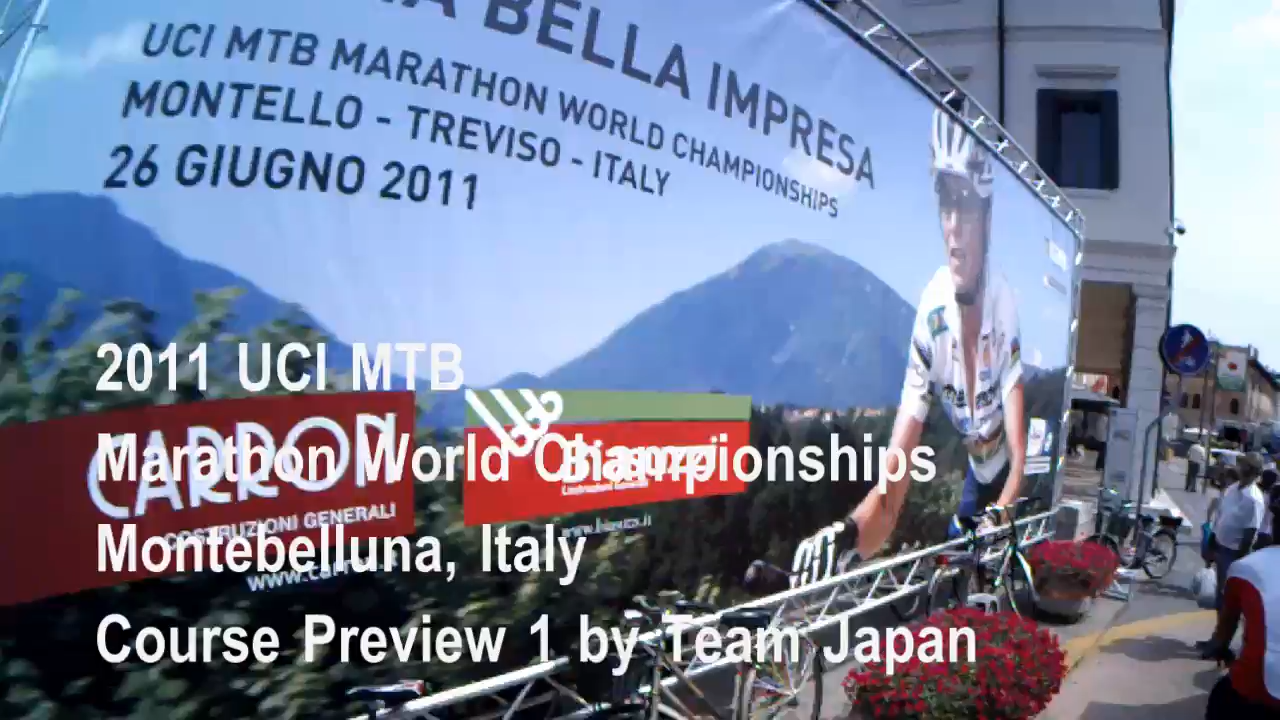 BELLA IMPRESA
UCI MTB MARATHON WORLD CHAMPIONSHIPS
MONTELLO - TREVISO - ITALY
26 GIUGNO 2011
2011 UCI MTB
CARRON
Marathon World Championships
COSTRUZIONI GENERALI
Montebelluna, Italy
Course Preview 1 by Team Japan